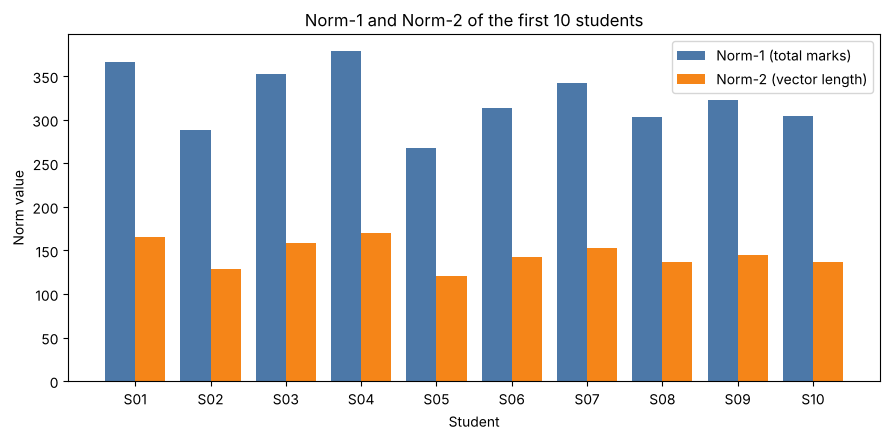 Norm-1 and Norm-2 of the first 10 students
Norm-1 (total marks)
Norm-2 (vector length)
Norm value
350
300
250
200
150
100
50
0
S01 S02 S03 S04 S05 S06 S07 S08 S09 S10
Student